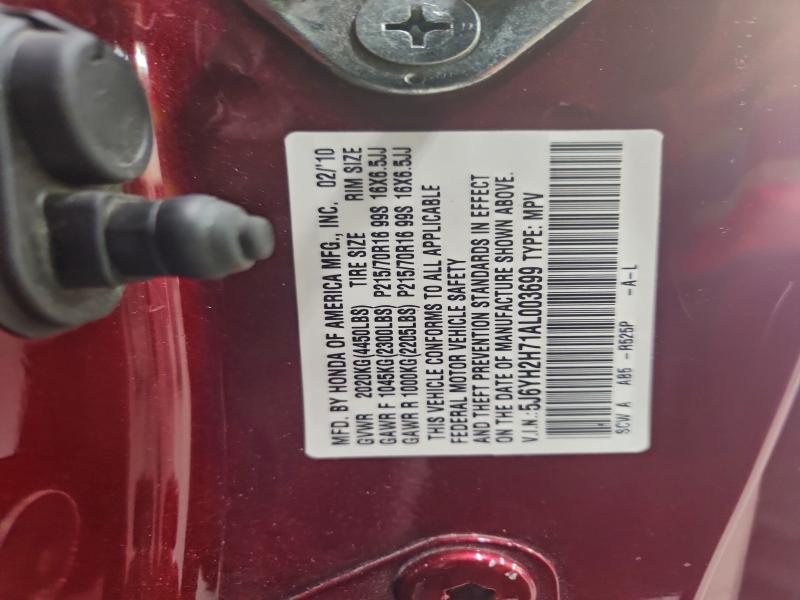 MFD. BY HONDA OF AMERICA MFG., INC. 02/'10
GVWR 2020KG(4450LBS) TIRE SIZE RIM SIZE
GAWR F 1045KG(2300LBS) P215/70R16 99S 16X6.5JJ
GAWR R 1000KG(2205LBS) P215/70R16 99S 16X6.5JJ
THIS VEHICLE CONFORMS TO ALL APPLICABLE
FEDERAL MOTOR VEHICLE SAFETY
AND THEFT PREVENTION STANDARDS IN EFFECT
ON THE DATE OF MANUFACTURE SHOWN ABOVE.
V.I.N.:5J6YH2H71AL003699 TYPE: MPV
SCW A AB5 -R525P -A-L